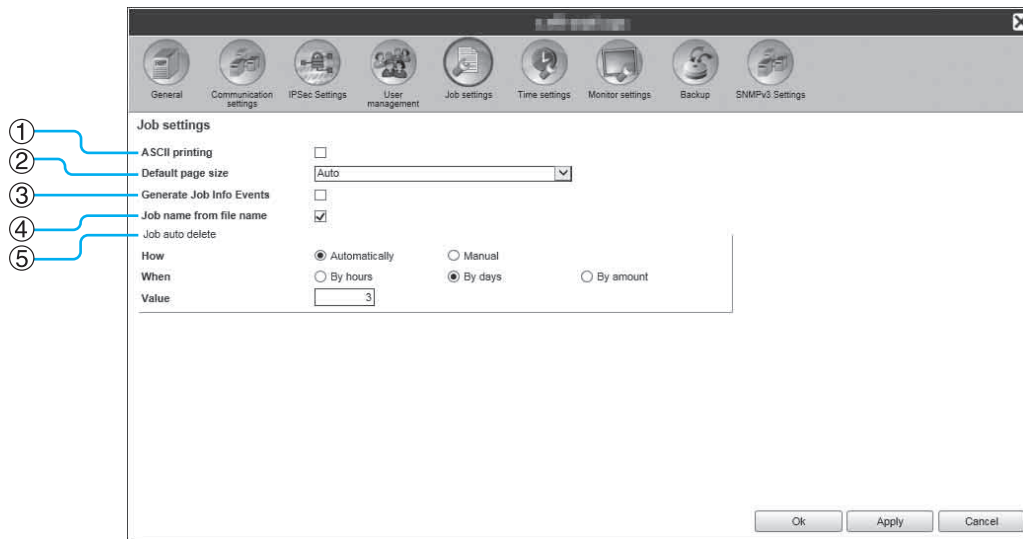 General
Communication
settings
IPSec Settings
User
management
Job settings
Time settings
Monitor settings
Backup
SNMPv3 Settings
Job settings
① ASCII printing
② Default page size Auto
③ Generate Job Info Events
④ Job name from file name
⑤ Job auto delete
How Automatically Manual
When By hours By days By amount
Value 3
Ok Apply Cancel